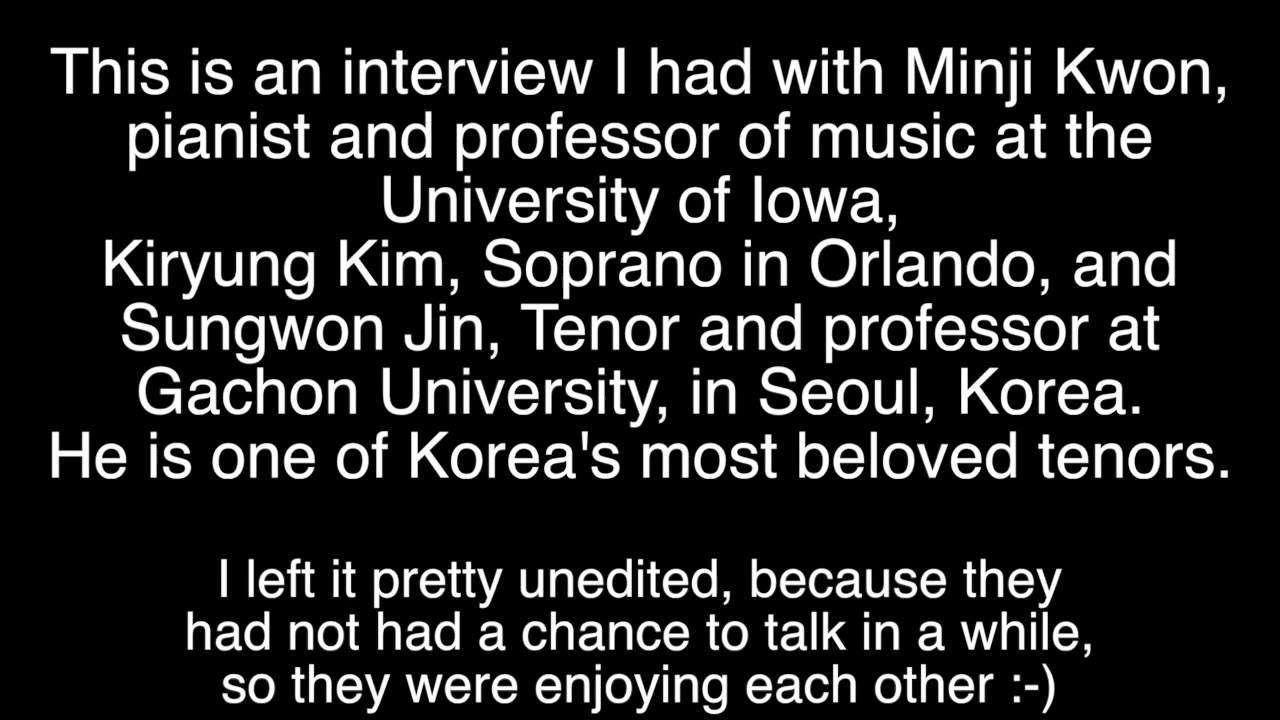 This is an interview I had with Minji Kwon,
pianist and professor of music at the
University of Iowa,
Kiryung Kim, Soprano in Orlando, and
Sungwon Jin, Tenor and professor at
Gachon University, in Seoul, Korea.
He is one of Korea's most beloved tenors.
I left it pretty unedited, because they
had not had a chance to talk in a while,
so they were enjoying each other :-)